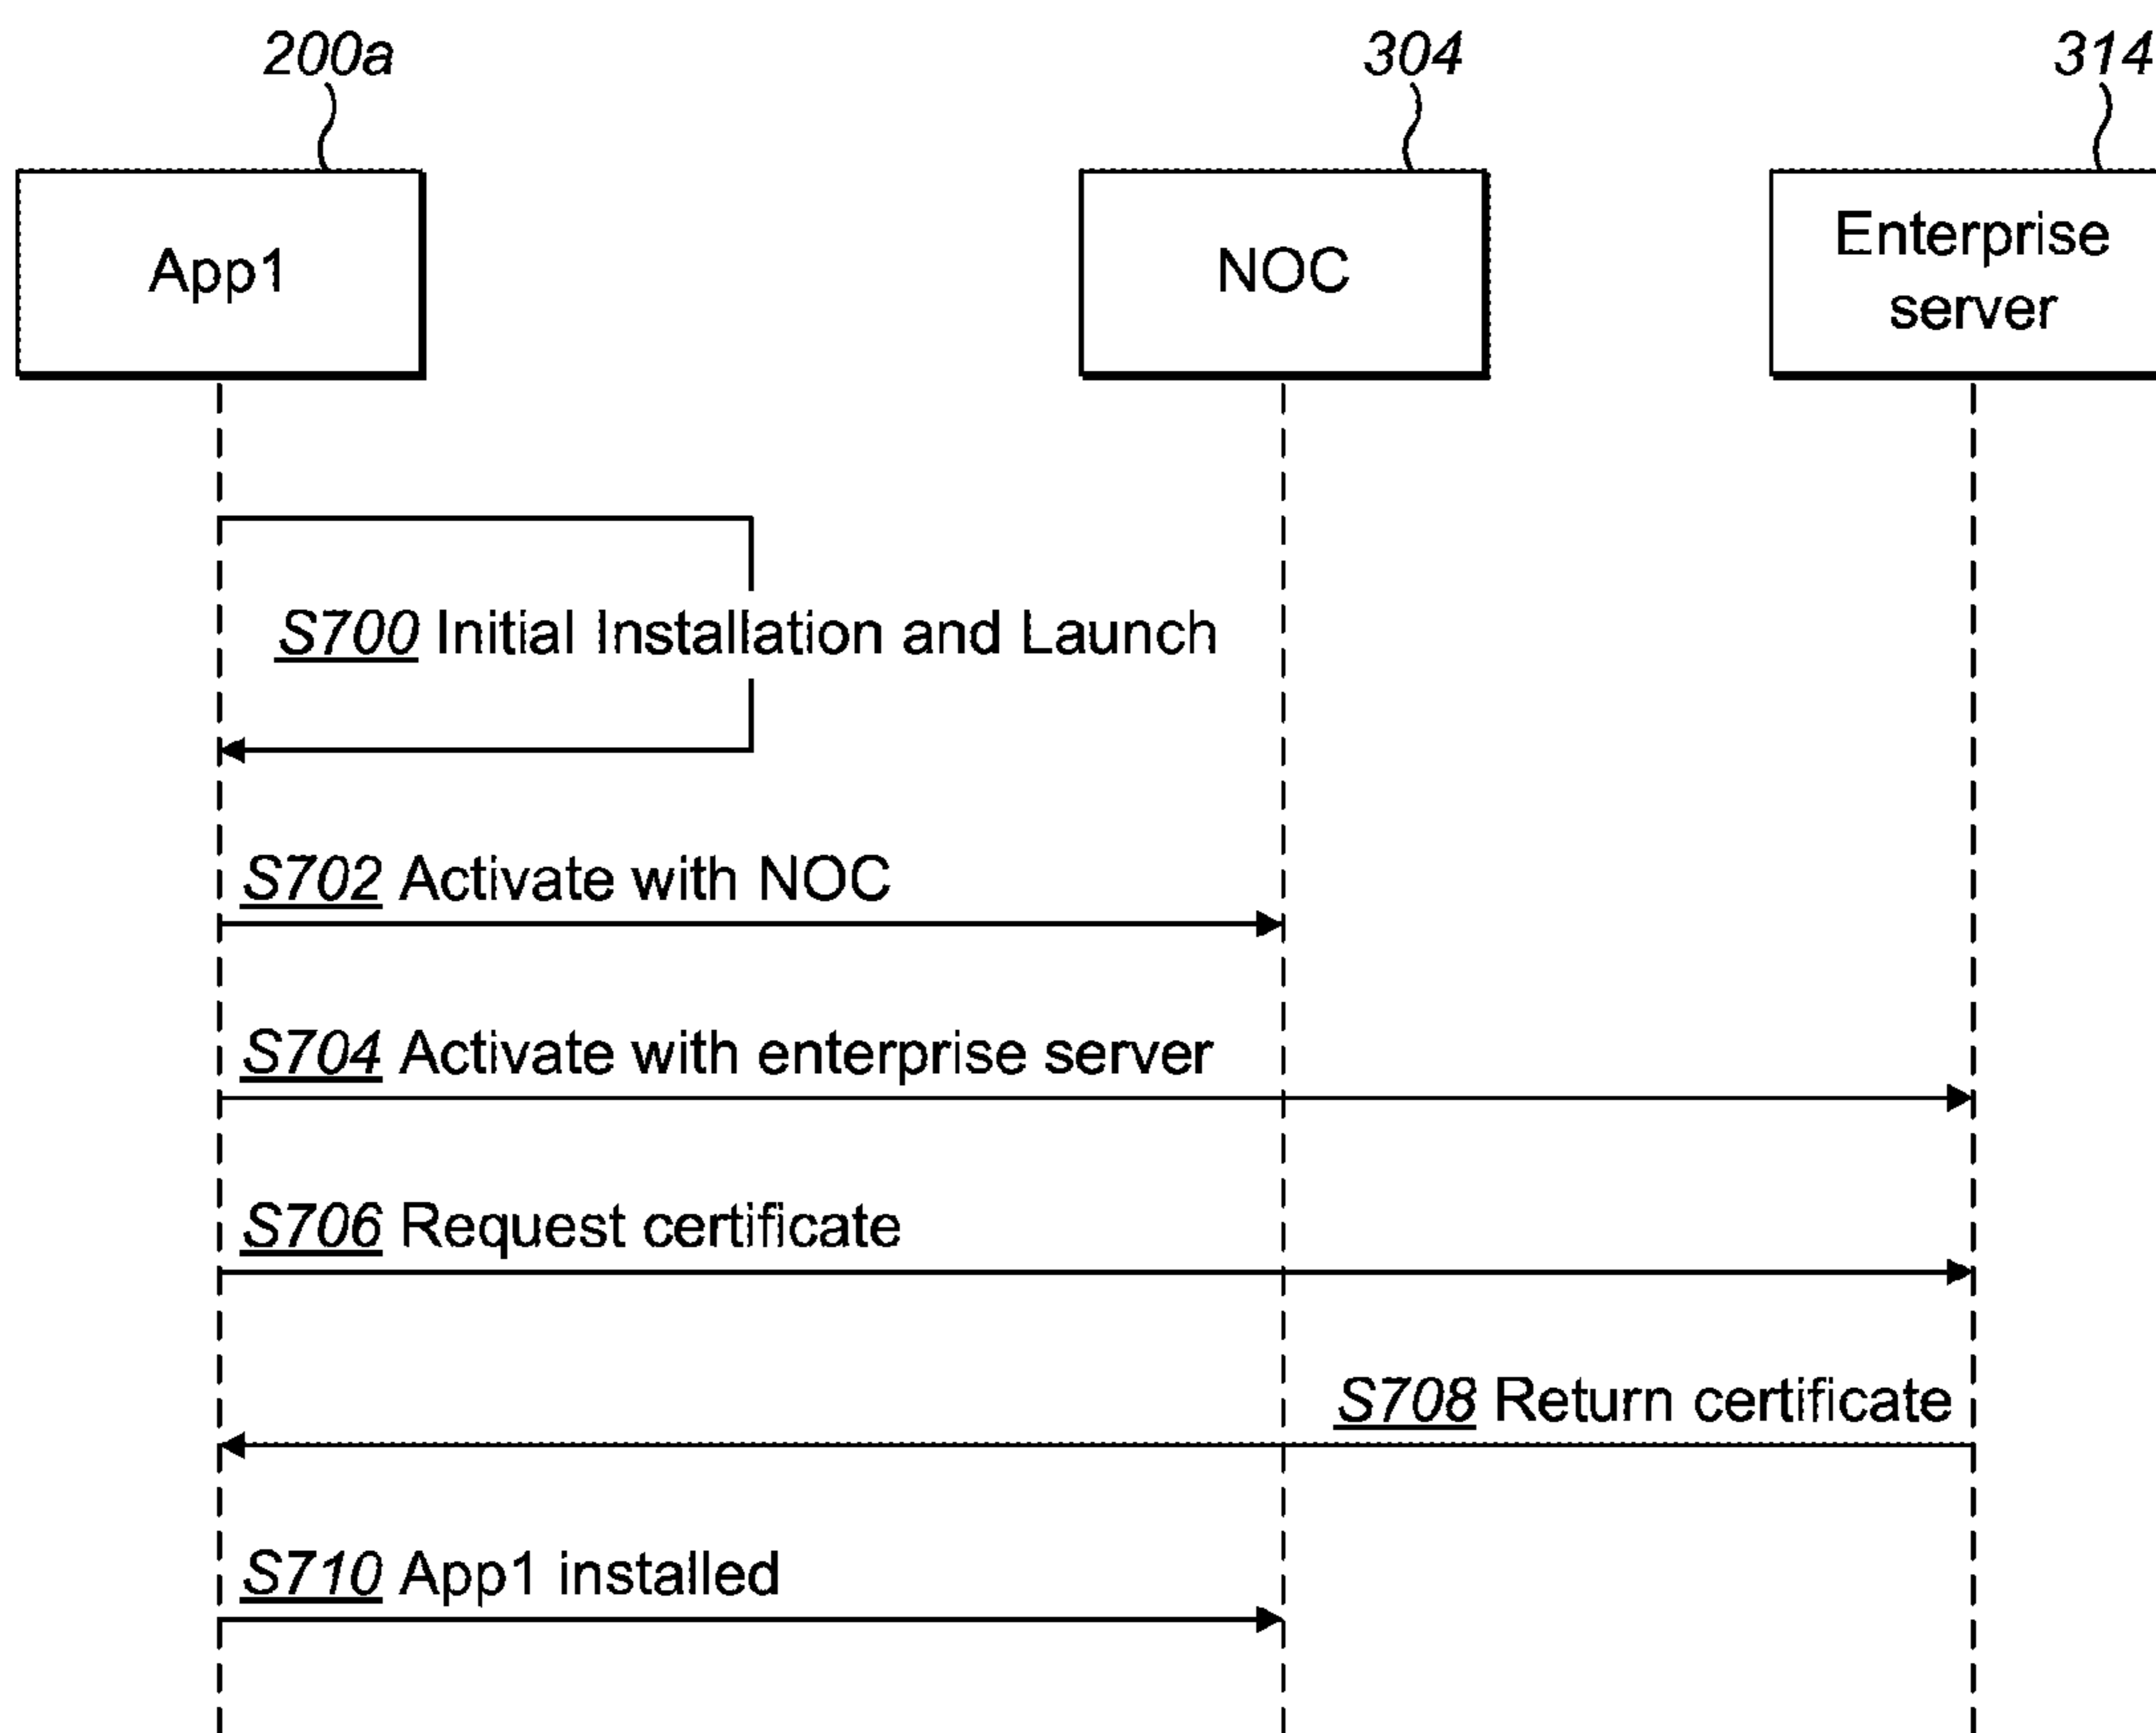 200a
304
314
App1
NOC
Enterprise
server
S700 Initial Installation and Launch
S702 Activate with NOC
S704 Activate with enterprise server
S706 Request certificate
S708 Return certificate
S710 App1 installed